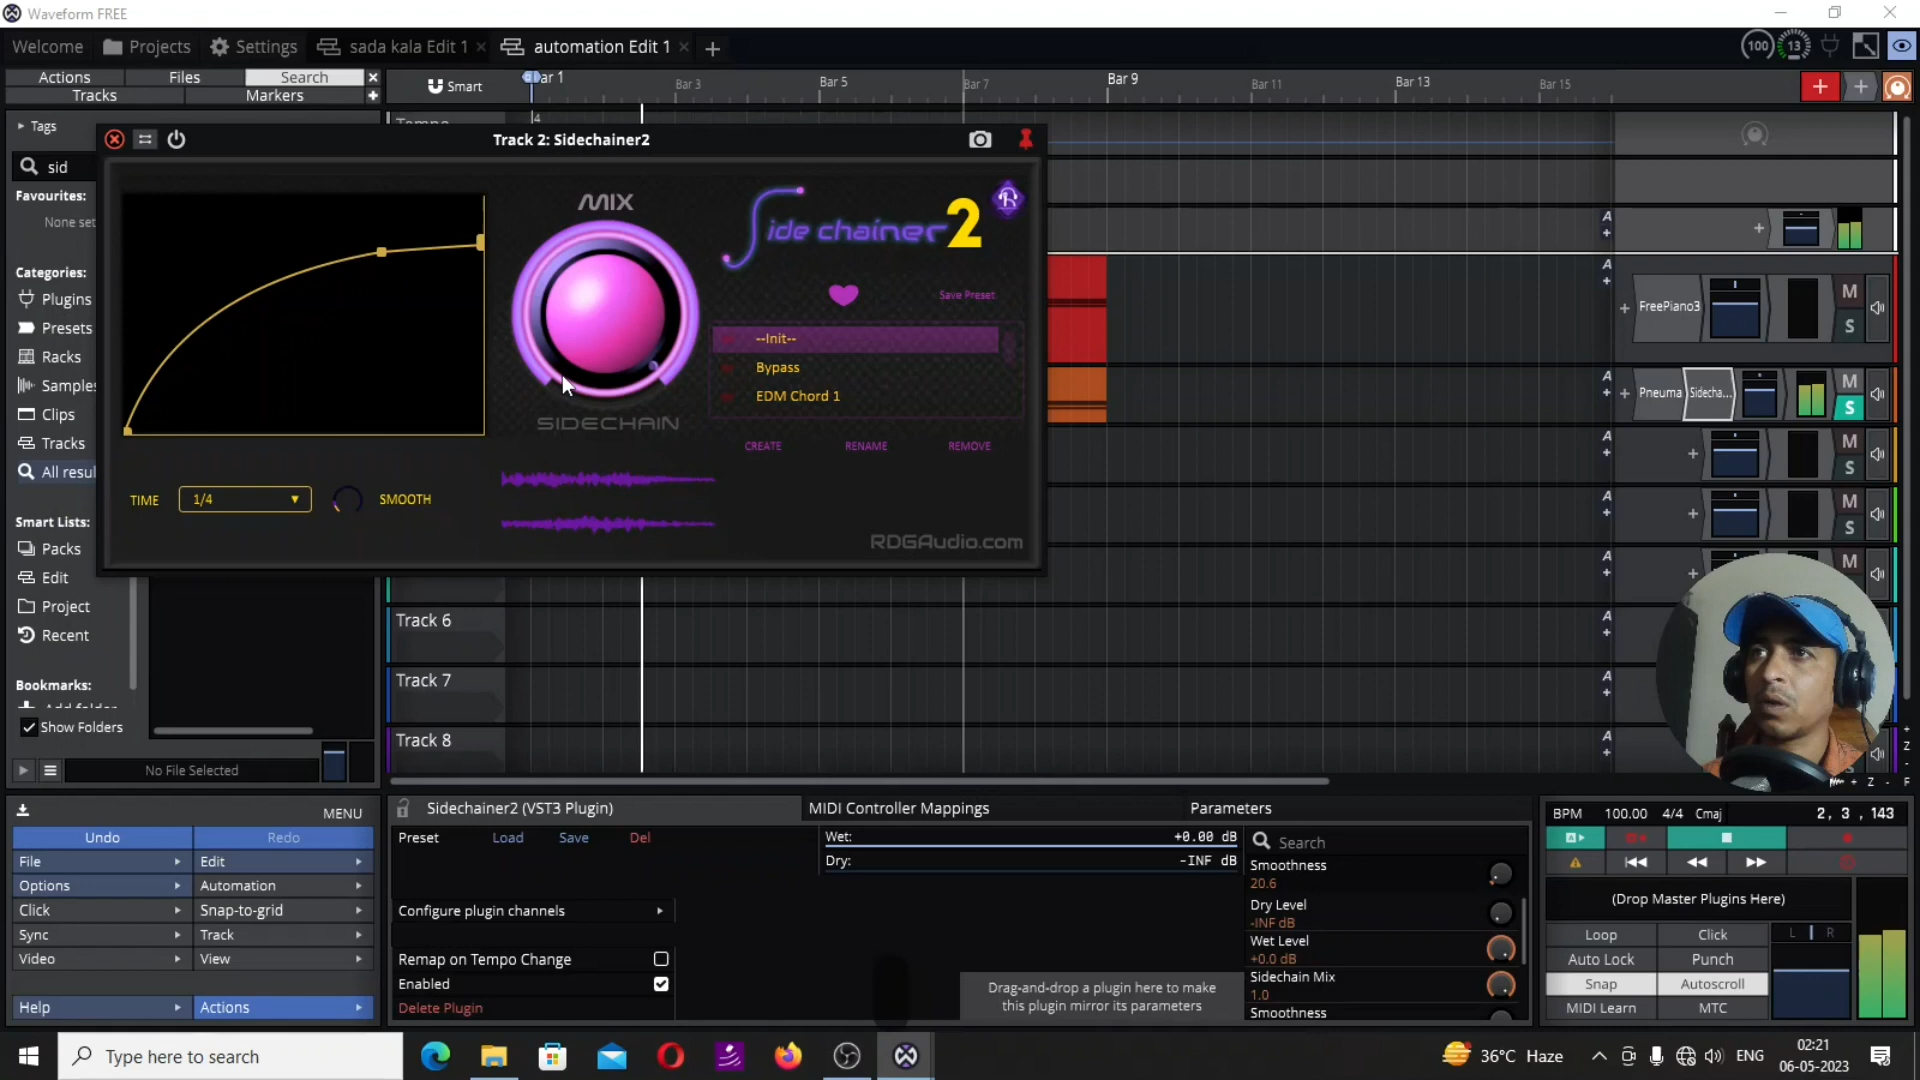 Waveform FREE
Welcome Projects Settings sada kala Edit 1 × automation Edit 1 × +
100 13
Actions Files Search ×
Tracks Markers +
Smart
Bar 1 Bar 3 Bar 5 Bar 7 Bar 9 Bar 11 Bar 13 Bar 15
4
Tags
sid
Favourites:
None set
Categories:
Plugins
Presets
Racks
Samples
Clips
Tracks
All resul
Smart Lists:
Packs
Edit
Project
Recent
Bookmarks:
Show Folders
No File Selected
Track 2: Sidechainer2
MIX
SIDECHAIN
Side chainer 2
Save Preset
--Init--
Bypass
EDM Chord 1
CREATE RENAME REMOVE
TIME 1/4 SMOOTH
RDGAudio.com
A
+
A
+ + FreePiano3 M
S
A
+ + Pneuma Sidecha... M
S
A
+ + M
S
A
+ + M
S
A
+ + M
Track 6 A
+
Track 7 A
+
Track 8 A
+
MENU
Undo Redo
File Edit
Options Automation
Click Snap-to-grid
Sync Track
Video View
Help Actions
Sidechainer2 (VST3 Plugin) MIDI Controller Mappings Parameters
Preset Load Save Del
Wet: +0.00 dB
Dry: -INF dB
Configure plugin channels
Remap on Tempo Change
Enabled
Delete Plugin
Drag-and-drop a plugin here to make
this plugin mirror its parameters
Search
Smoothness
20.6
Dry Level
-INF dB
Wet Level
+0.0 dB
Sidechain Mix
1.0
Smoothness
BPM 100.00 4/4 Cmaj 2, 3, 143
(Drop Master Plugins Here)
Loop Click L R
Auto Lock Punch
Snap Autoscroll
MIDI Learn MTC
Type here to search
36°C Haze
ENG
02:21
06-05-2023